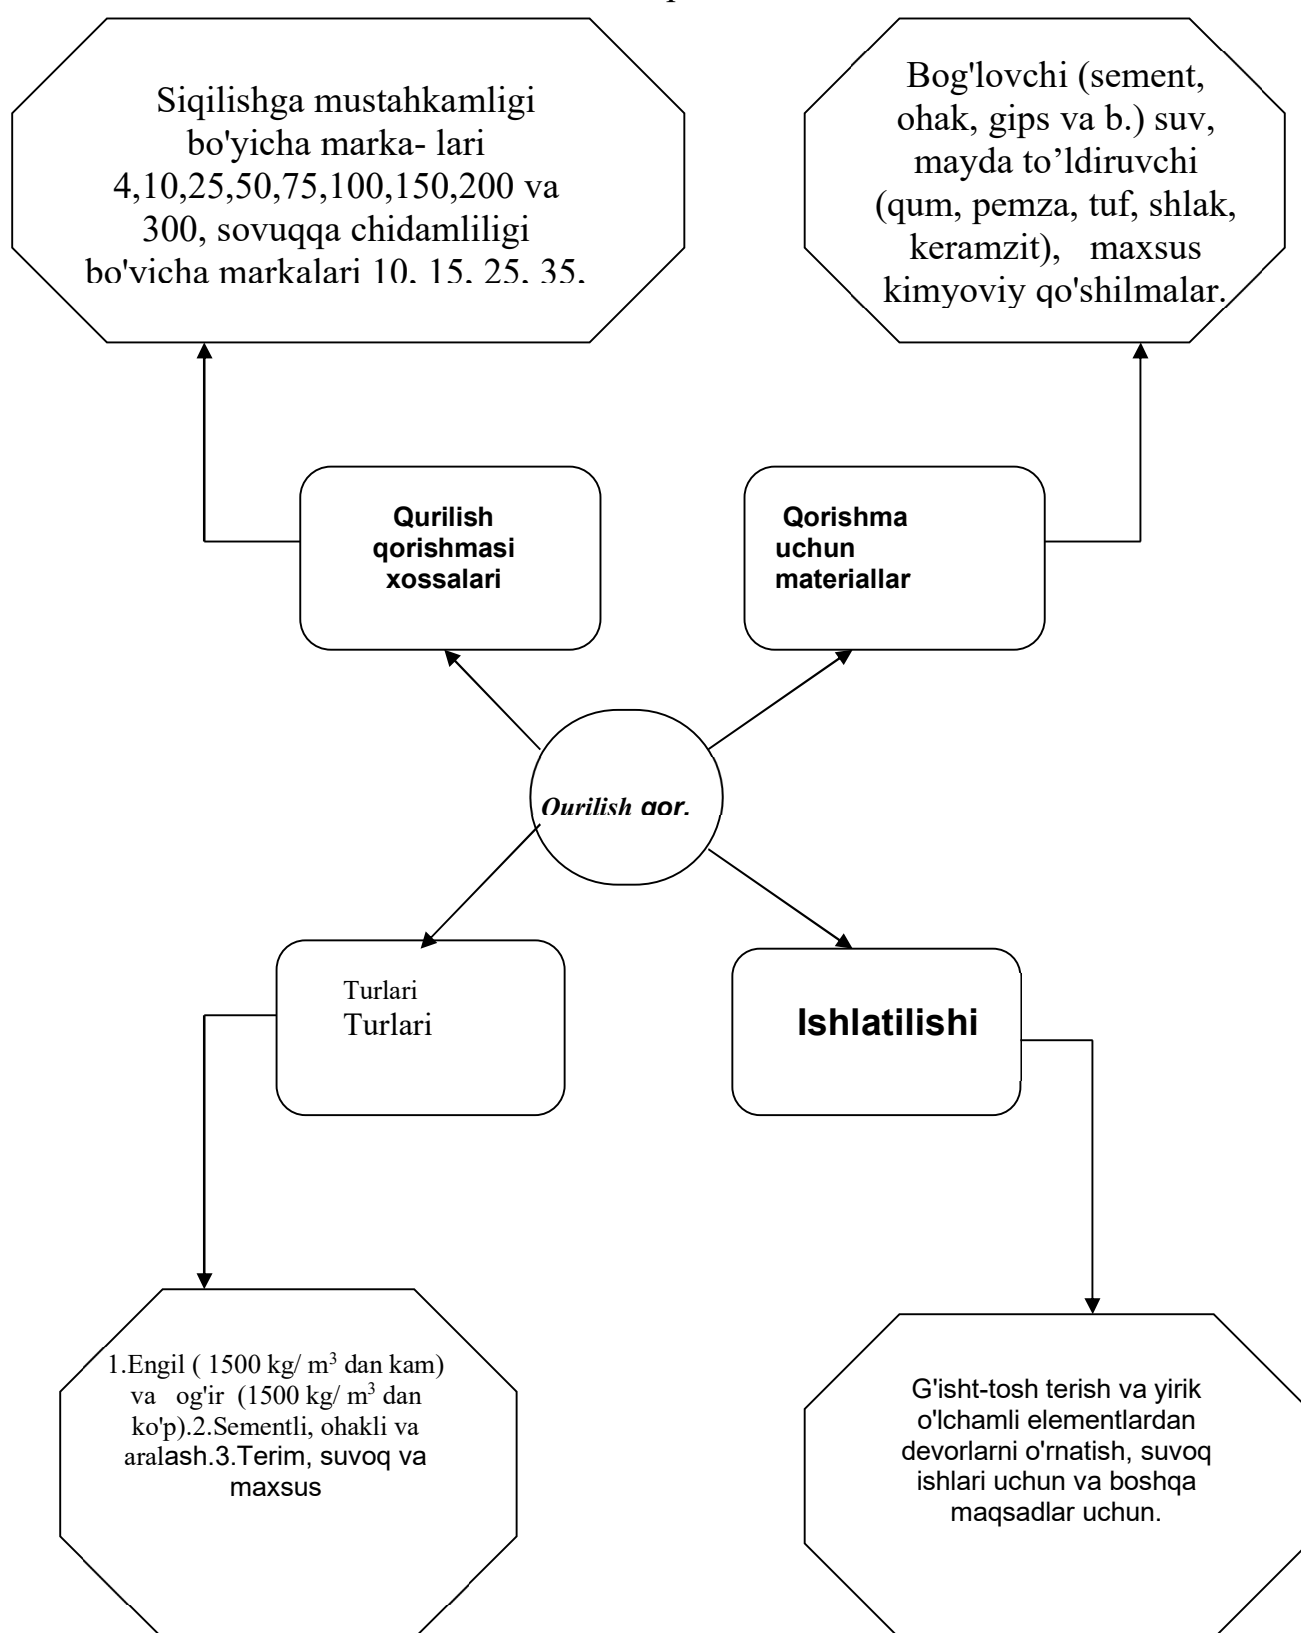 Siqilishga mustahkamligi
bo'yicha marka- lari
4,10,25,50,75,100,150,200 va
300, sovuqqa chidamliligi
bo'yicha markalari 10, 15, 25, 35,
Bog'lovchi (sement,
ohak, gips va b.) suv,
mayda to’ldiruvchi
(qum, pemza, tuf, shlak,
keramzit), maxsus
kimyoviy qo'shilmalar.
Qurilish
qorishmasi
xossalari
Qorishma
uchun
materiallar
Qurilish qor.
Turlari
Turlari
Ishlatilishi
1.Engil ( 1500 kg/ m³ dan kam)
va og'ir (1500 kg/ m³ dan
ko'p).2.Sementli, ohakli va
aralash.3.Terim, suvoq va
maxsus
G'isht-tosh terish va yirik
o'lchamli elementlardan
devorlarni o'rnatish, suvoq
ishlari uchun va boshqa
maqsadlar uchun.